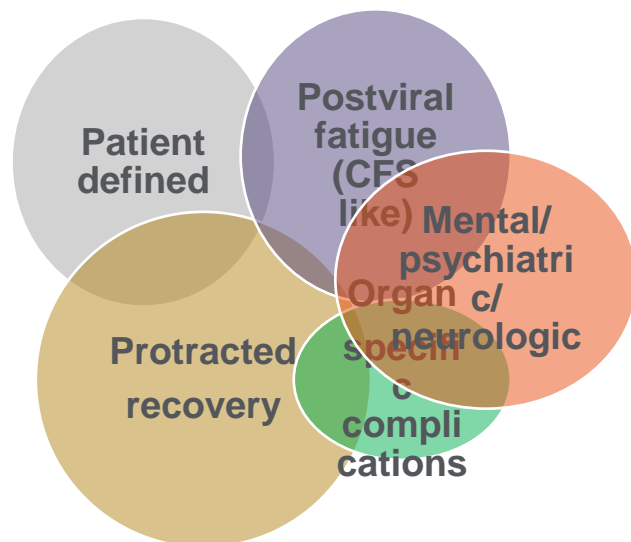 Patient
defined
Postviral
fatigue
(CFS
like)
Mental/
psychiatri
c/
neurologic
Protracted
recovery
Organ
specifi
c
compli
cations